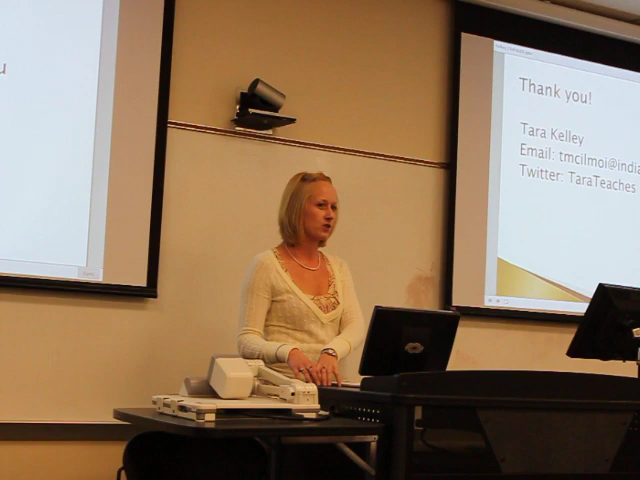 u
Thank you!
Tara Kelley
Email: tmcilmoi@india
Twitter: TaraTeaches